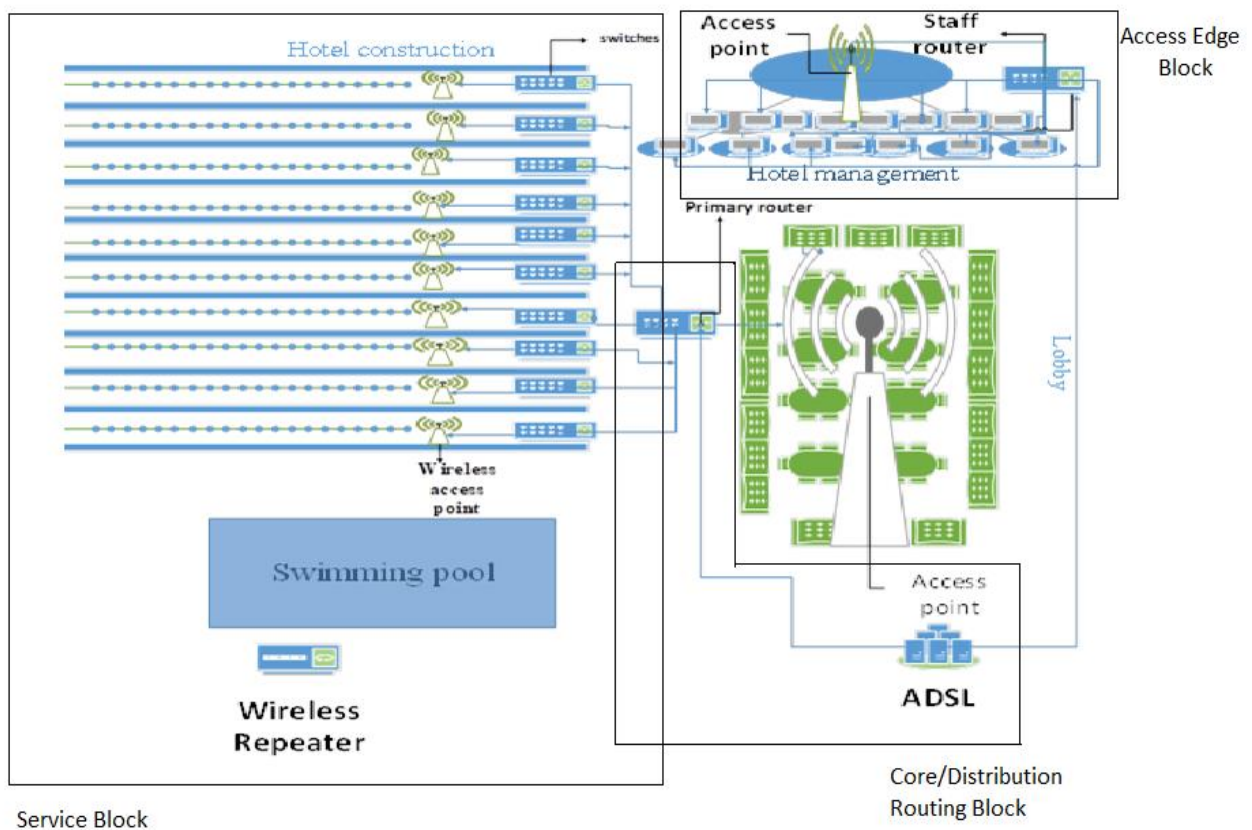 Access
point
Staff
router
Access Edge
Block
Hotel construction
switches
Hotel management
Primary router
Lobby
Wireless
access
point
Swimming pool
Access
point
Wireless
Repeater
ADSL
Core/Distribution
Routing Block
Service Block